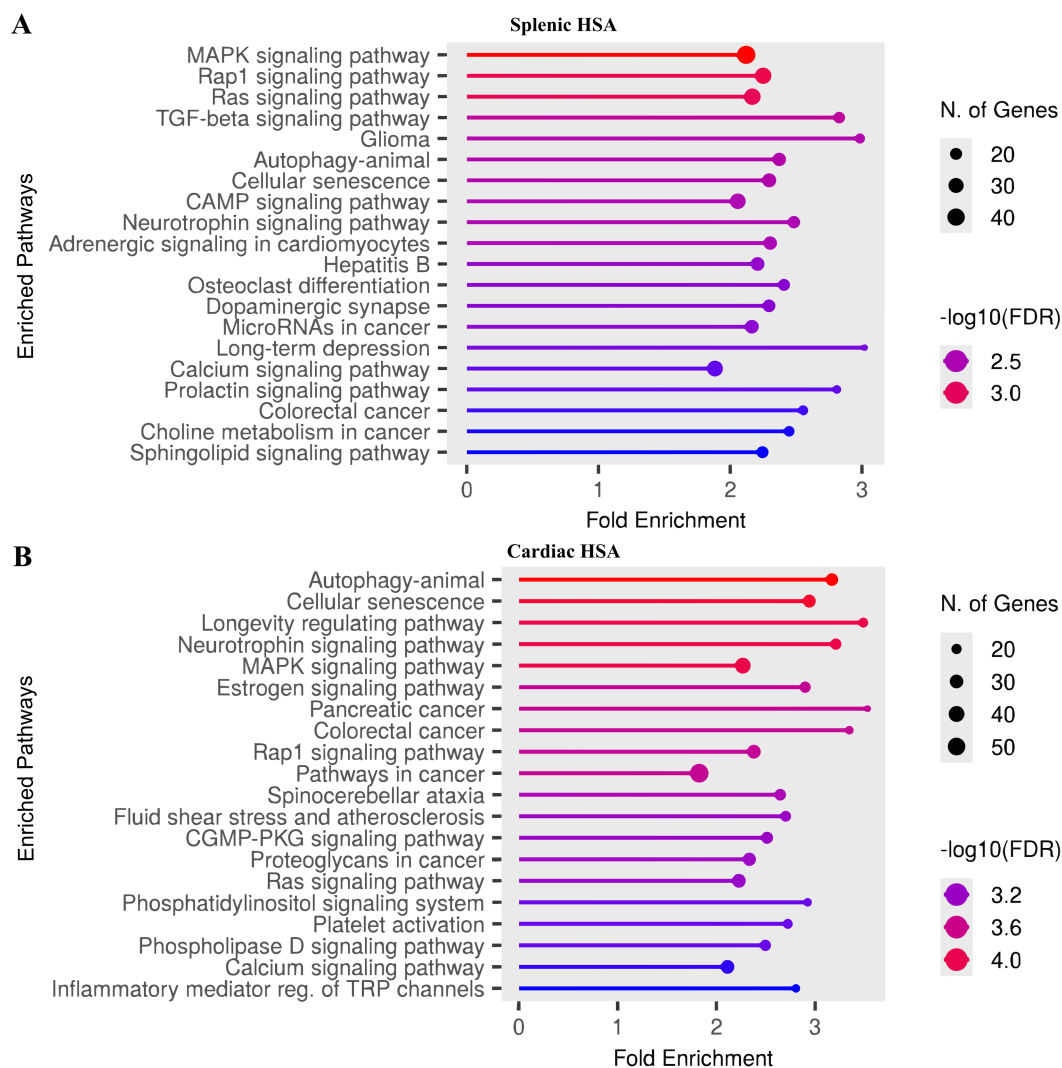 A
Splenic HSA
Enriched Pathways
MAPK signaling pathway
Rap1 signaling pathway
Ras signaling pathway
TGF-beta signaling pathway
Glioma
Autophagy-animal
Cellular senescence
CAMP signaling pathway
Neurotrophin signaling pathway
Adrenergic signaling in cardiomyocytes
Hepatitis B
Osteoclast differentiation
Dopaminergic synapse
MicroRNAs in cancer
Long-term depression
Calcium signaling pathway
Prolactin signaling pathway
Colorectal cancer
Choline metabolism in cancer
Sphingolipid signaling pathway
0 1 2 3
Fold Enrichment
N. of Genes
20
30
40
-log10(FDR)
2.5
3.0
B
Cardiac HSA
Enriched Pathways
Autophagy-animal
Cellular senescence
Longevity regulating pathway
Neurotrophin signaling pathway
MAPK signaling pathway
Estrogen signaling pathway
Pancreatic cancer
Colorectal cancer
Rap1 signaling pathway
Pathways in cancer
Spinocerebellar ataxia
Fluid shear stress and atherosclerosis
CGMP-PKG signaling pathway
Proteoglycans in cancer
Ras signaling pathway
Phosphatidylinositol signaling system
Platelet activation
Phospholipase D signaling pathway
Calcium signaling pathway
Inflammatory mediator reg. of TRP channels
0 1 2 3
Fold Enrichment
N. of Genes
20
30
40
50
-log10(FDR)
3.2
3.6
4.0